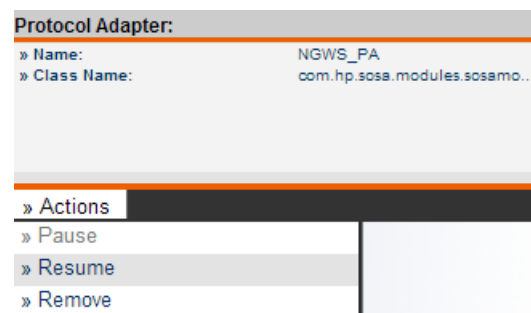 Protocol Adapter:
» Name: NGWS_PA
» Class Name: com.hp.sosa.modules.sosamo..
» Actions
» Pause
» Resume
» Remove